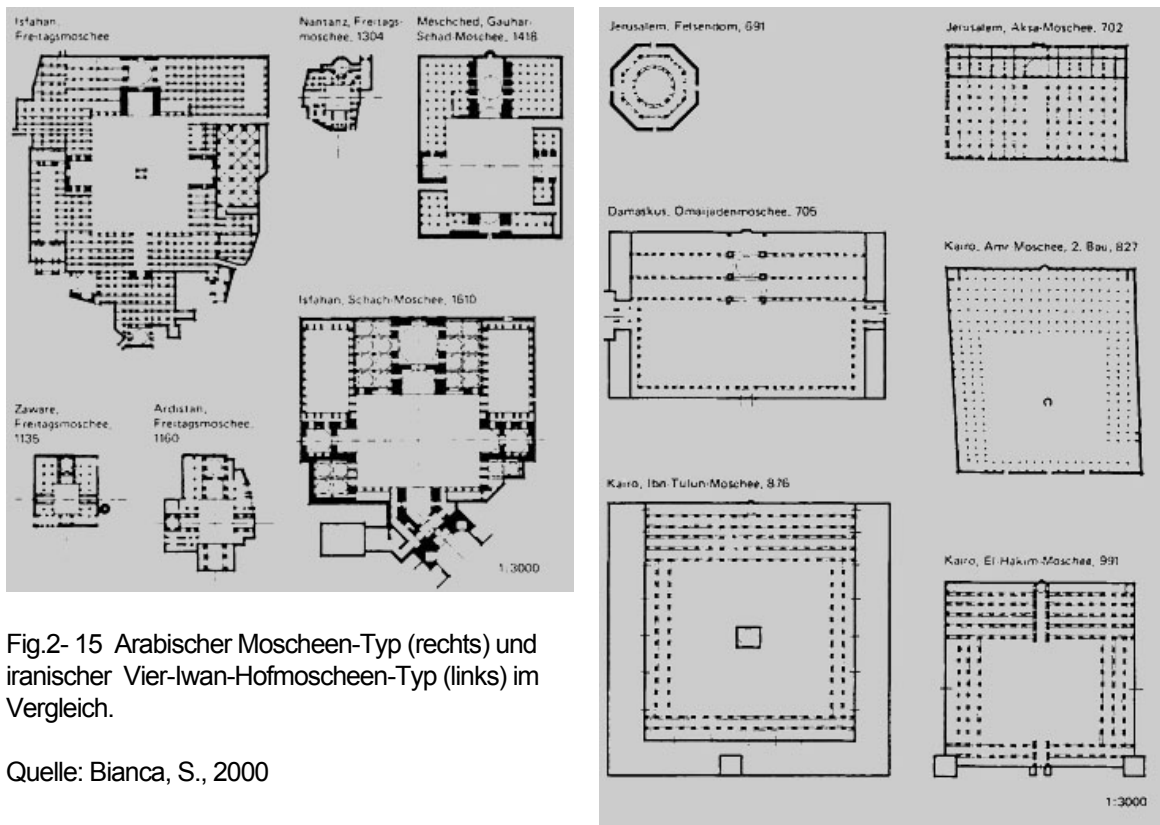 Isfahan,
Freitagsmoschee
Nantanz, Freitags-
moschee, 1304
Meschched, Gauhar-
Schad-Moschee, 1418
Isfahan, Schach-Moschee, 1610
Zaware,
Freitagsmoschee,
1135
Ardistan,
Freitagsmoschee,
1160
1:3000
Fig.2- 15 Arabischer Moscheen-Typ (rechts) und
iranischer Vier-Iwan-Hofmoscheen-Typ (links) im
Vergleich.
Quelle: Bianca, S., 2000
Jerusalem, Felsendom, 691
Jerusalem, Aksa-Moschee, 702
Damaskus, Omaijadenmoschee, 705
Kairo, Amr-Moschee, 2. Bau, 827
Kairo, Ibn-Tulun-Moschee, 876
Kairo, El-Hakim-Moschee, 991
1:3000